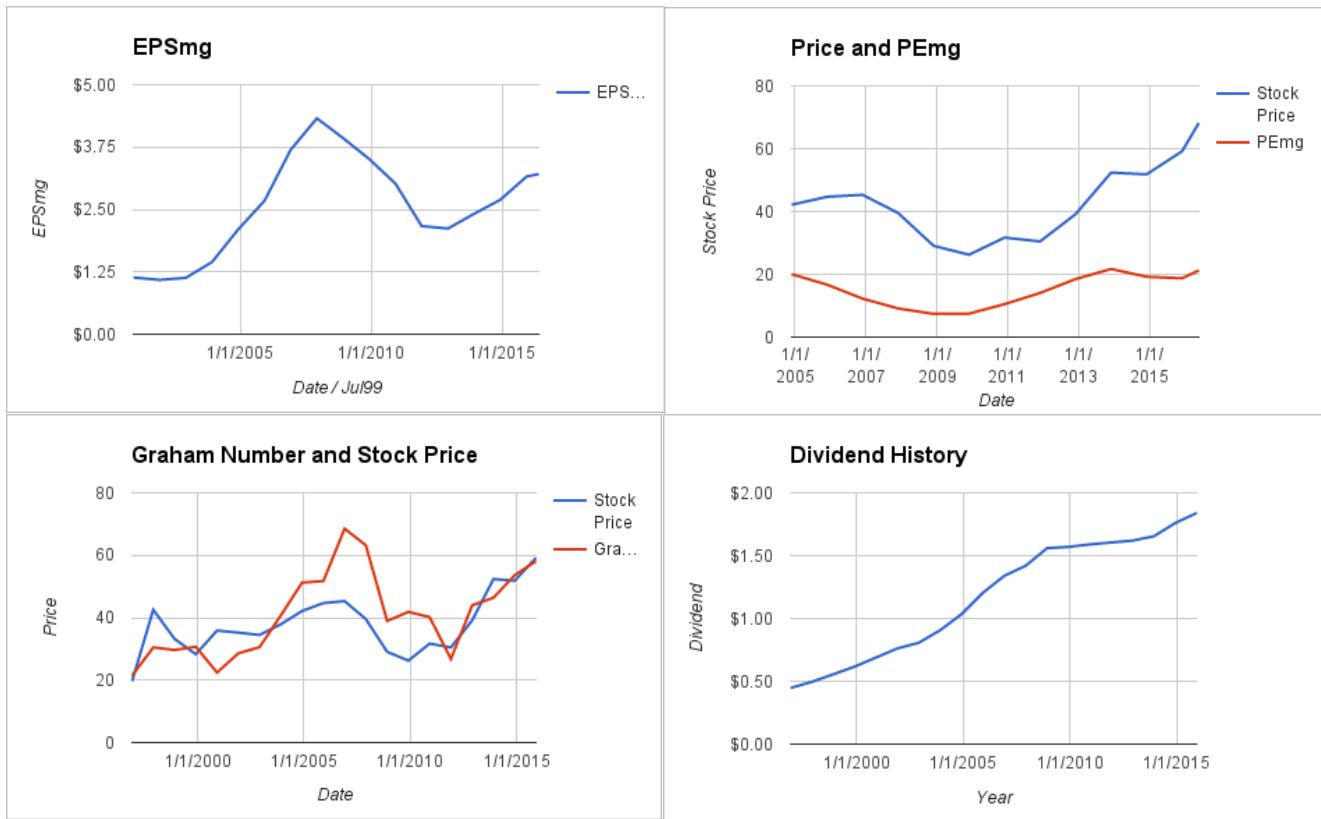 EPSmg
$5.00
$3.75
$2.50
$1.25
$0.00
EPSmg
EPS...
1/1/2005
1/1/2010
1/1/2015
Date / Jul99
Price and PEmg
80
60
40
20
0
Stock Price
Stock
Price
PEmg
1/1/
2005
1/1/
2007
1/1/
2009
1/1/
2011
1/1/
2013
1/1/
2015
Date
Graham Number and Stock Price
80
60
40
20
0
Price
Stock
Price
Gra...
1/1/2000
1/1/2005
1/1/2010
1/1/2015
Date
Dividend History
$2.00
$1.50
$1.00
$0.50
$0.00
Dividend
1/1/2000
1/1/2005
1/1/2010
1/1/2015
Year